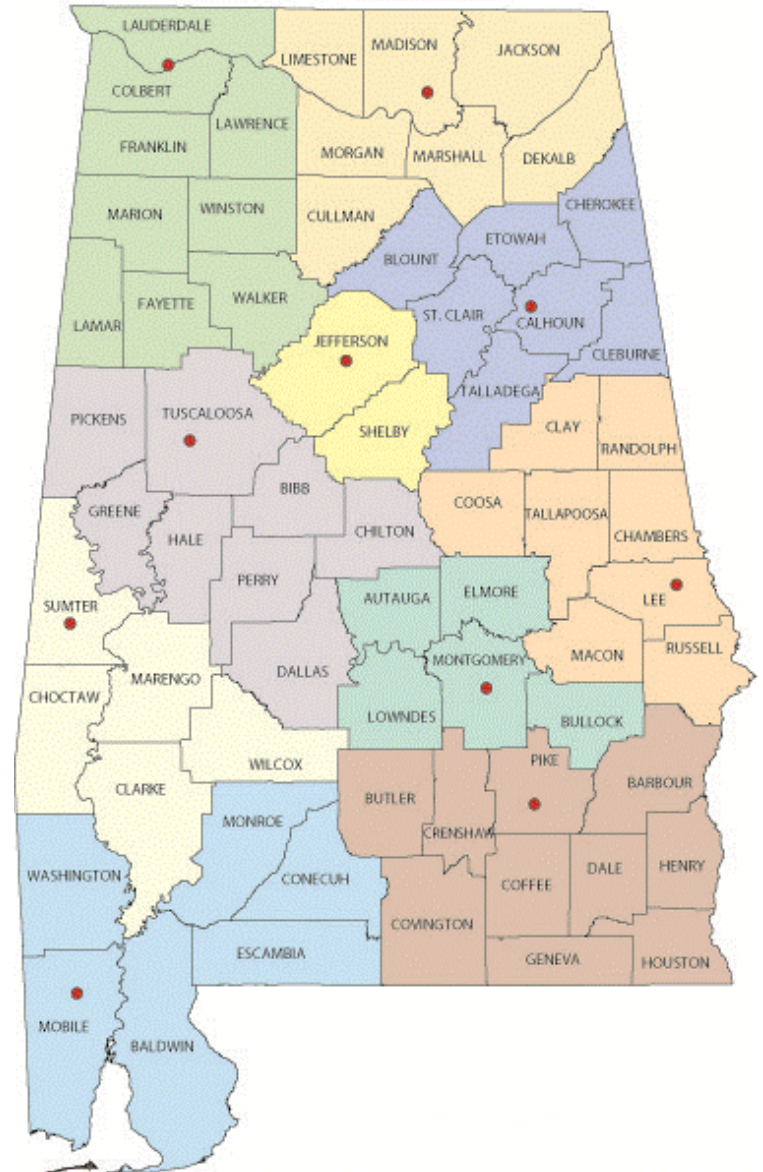 LAUDERDALE
LIMESTONE
MADISON
JACKSON
COLBERT
LAWRENCE
FRANKLIN
MORGAN
MARSHALL
DEKALB
MARION
WINSTON
CULLMAN
CHEROKEE
ETOWAH
BLOUNT
FAYETTE
WALKER
LAMAR
ST. CLAIR
CALHOUN
JEFFERSON
CLEBURNE
TALLADEGA
PICKENS
TUSCALOOSA
SHELBY
CLAY
RANDOLPH
BIBB
GREENE
HALE
CHILTON
COOSA
TALLAPOOSA
CHAMBERS
PERRY
SUMTER
AUTAUGA
ELMORE
LEE
MARENGO
DALLAS
MONTGOMERY
MACON
RUSSELL
CHOCTAW
LOWNDES
BULLOCK
WILCOX
CLARKE
PIKE
BUTLER
CRENSHAW
BARBOUR
MONROE
WASHINGTON
CONECUH
COFFEE
DALE
HENRY
COVINGTON
ESCAMBIA
GENEVA
HOUSTON
MOBILE
BALDWIN